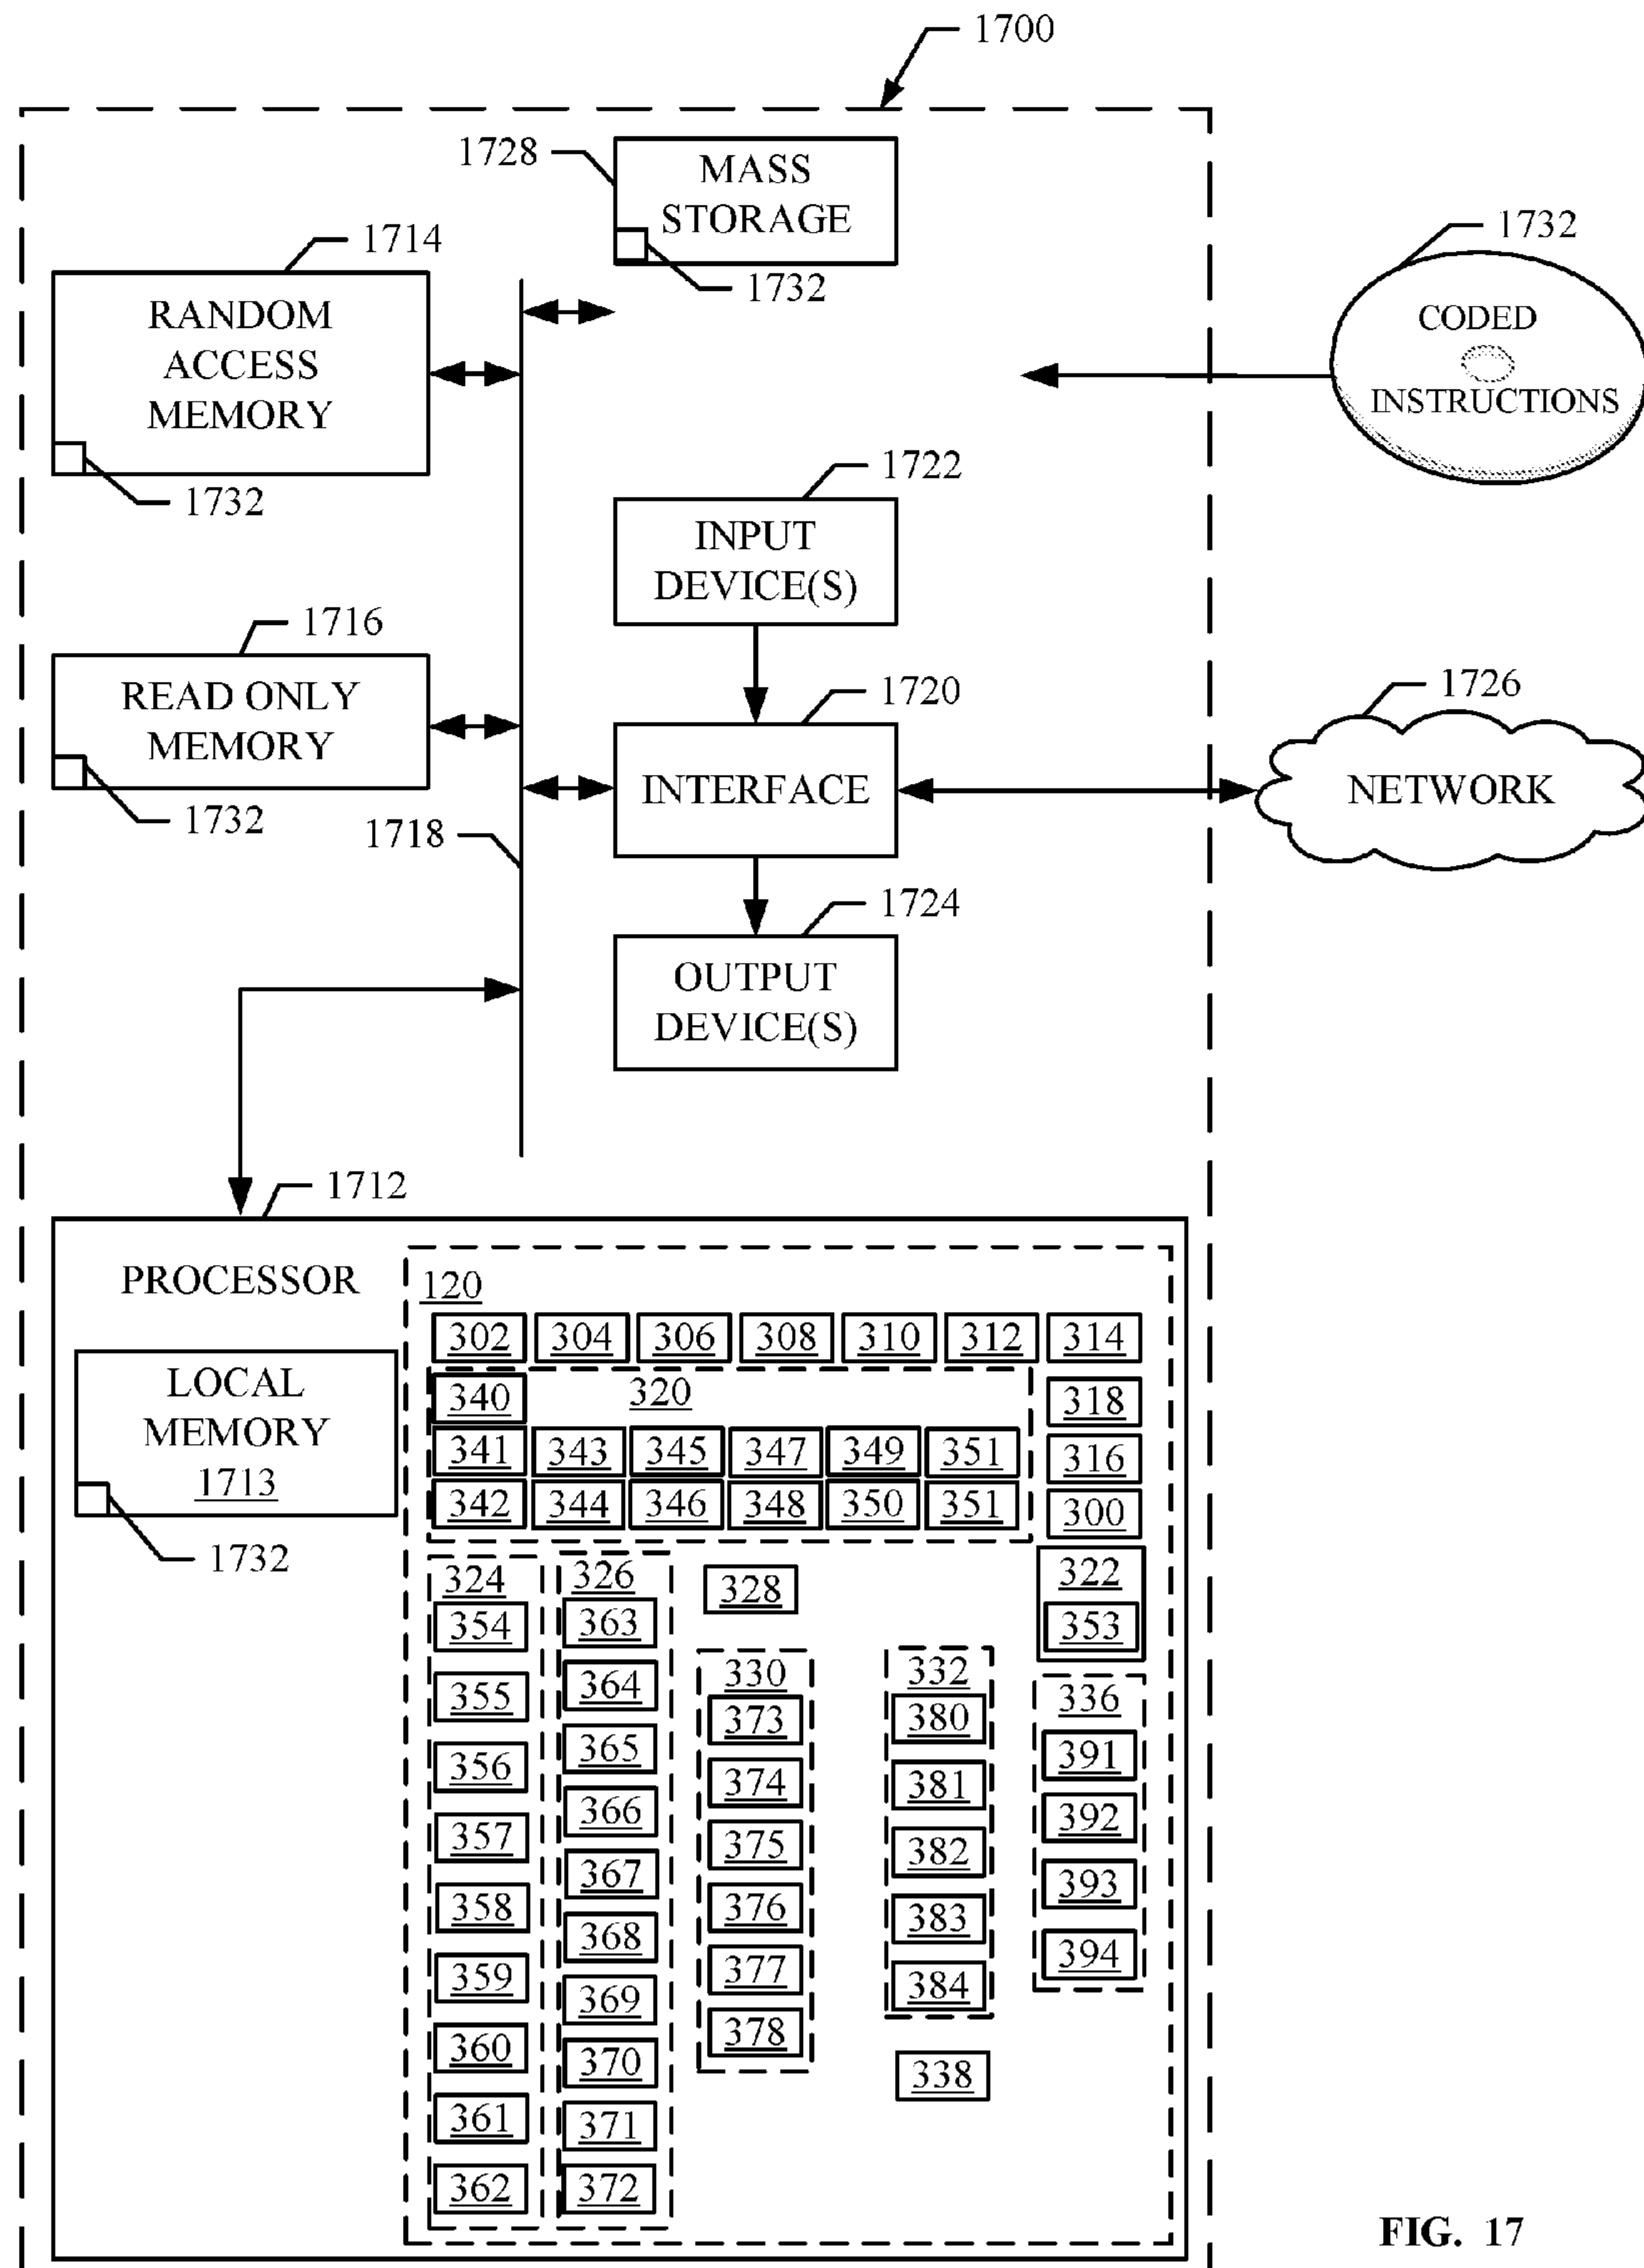 1700
1728
MASS
STORAGE
1732
1714
RANDOM
ACCESS
MEMORY
1732
1732
CODED
INSTRUCTIONS
1722
INPUT
DEVICE(S)
1716
READ ONLY
MEMORY
1732
1720
INTERFACE
1726
NETWORK
1718
1724
OUTPUT
DEVICE(S)
1712
PROCESSOR
LOCAL
MEMORY
1713
1732
120
302 304 306 308 310 312 314
340 320 318
341 343 345 347 349 351 316
342 344 346 348 350 351 300
324
354
355
356
357
358
359
360
361
362
326
363
364
365
366
367
368
369
370
371
372
328
330
373
374
375
376
377
378
332
380
381
382
383
384
338
322
353
336
391
392
393
394
FIG. 17